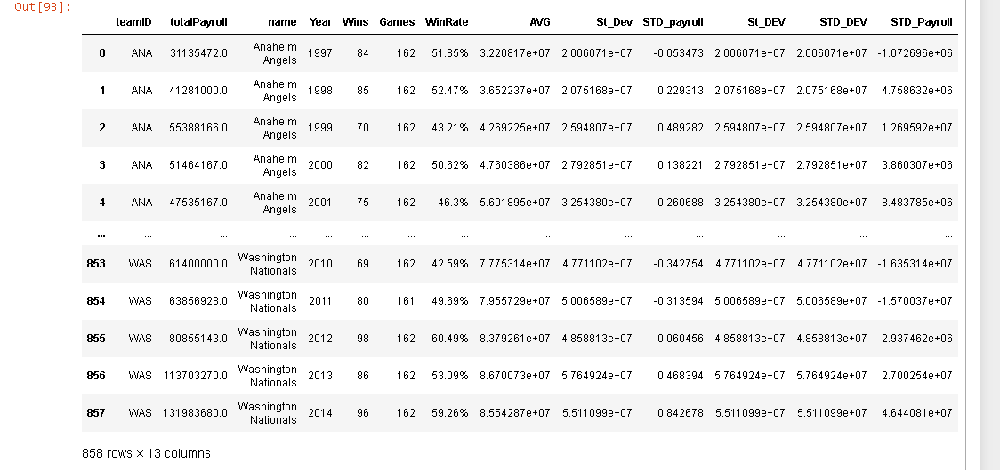 Out[93]:
teamID totalPayroll name Year Wins Games WinRate AVG St_Dev STD_payroll St_DEV STD_DEV STD_Payroll
0 ANA 31135472.0 Anaheim Angels 1997 84 162 51.85% 3.220817e+07 2.006071e+07 -0.053473 2.006071e+07 2.006071e+07 -1.072696e+06
1 ANA 41281000.0 Anaheim Angels 1998 85 162 52.47% 3.652237e+07 2.075168e+07 0.229313 2.075168e+07 2.075168e+07 4.758632e+06
2 ANA 55388166.0 Anaheim Angels 1999 70 162 43.21% 4.269225e+07 2.594807e+07 0.489282 2.594807e+07 2.594807e+07 1.269592e+07
3 ANA 51464167.0 Anaheim Angels 2000 82 162 50.62% 4.760386e+07 2.792851e+07 0.138221 2.792851e+07 2.792851e+07 3.860307e+06
4 ANA 47535167.0 Anaheim Angels 2001 75 162 46.3% 5.601895e+07 3.254380e+07 -0.260688 3.254380e+07 3.254380e+07 -8.483785e+06
... ... ... ... ... ... ... ... ... ... ... ... ... ...
853 WAS 61400000.0 Washington Nationals 2010 69 162 42.59% 7.775314e+07 4.771102e+07 -0.342754 4.771102e+07 4.771102e+07 -1.635314e+07
854 WAS 63856928.0 Washington Nationals 2011 80 161 49.69% 7.955729e+07 5.006589e+07 -0.313594 5.006589e+07 5.006589e+07 -1.570037e+07
855 WAS 80855143.0 Washington Nationals 2012 98 162 60.49% 8.379261e+07 4.858813e+07 -0.060456 4.858813e+07 4.858813e+07 -2.937462e+06
856 WAS 113703270.0 Washington Nationals 2013 86 162 53.09% 8.670073e+07 5.764924e+07 0.468394 5.764924e+07 5.764924e+07 2.700254e+07
857 WAS 131983680.0 Washington Nationals 2014 96 162 59.26% 8.554287e+07 5.511099e+07 0.842678 5.511099e+07 5.511099e+07 4.644081e+07
858 rows × 13 columns